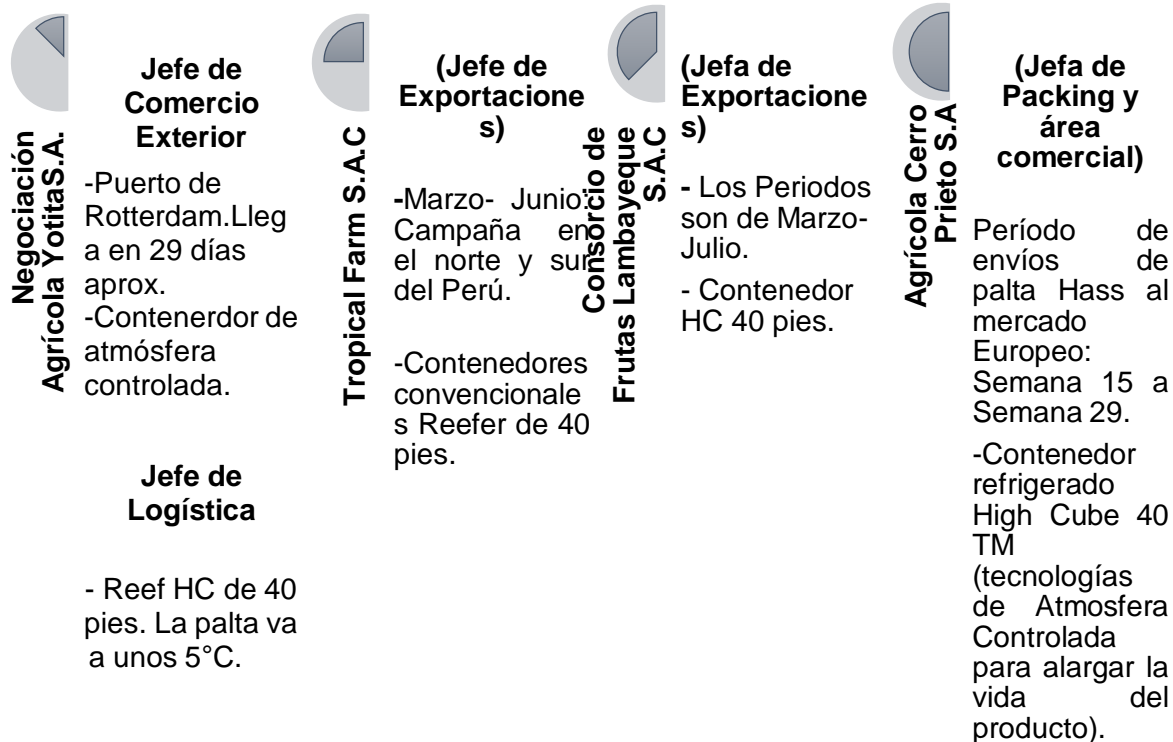 Negociación
Agrícola YotitaS.A.
Jefe de
Comercio
Exterior
-Puerto de
Rotterdam.Lleg
a en 29 días
aprox.
-Contenerdor de
atmósfera
controlada.
Jefe de
Logística
- Reef HC de 40
pies. La palta va
a unos 5°C.
Tropical Farm S.A.C
(Jefe de
Exportacione
s)
-Marzo- Junio:
Campaña en
el norte y sur
del Perú.
-Contenedores
convencionale
s Reefer de 40
pies.
Consorcio de
Frutas Lambayeque
S.A.C
(Jefa de
Exportacione
s)
- Los Periodos
son de Marzo-
Julio.
- Contenedor
HC 40 pies.
Agrícola Cerro
Prieto S.A
(Jefa de
Packing y
área
comercial)
Período de
envíos de
palta Hass al
mercado
Europeo:
Semana 15 a
Semana 29.
-Contenedor
refrigerado
High Cube 40
TM
(tecnologías
de Atmosfera
Controlada
para alargar la
vida del
producto).